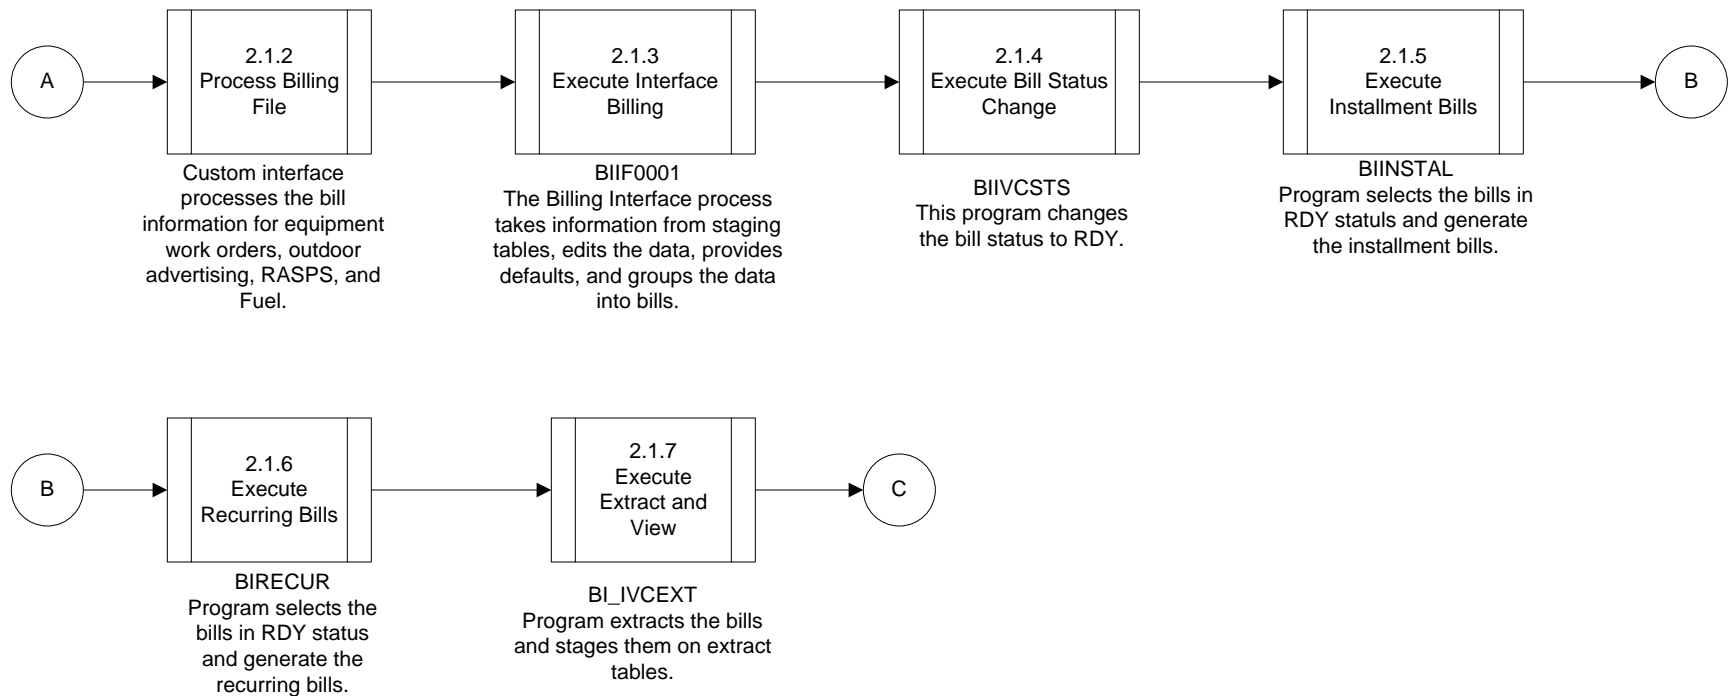 A
2.1.2
Process Billing
File
2.1.3
Execute Interface
Billing
2.1.4
Execute Bill Status
Change
2.1.5
Execute
Installment Bills
B
Custom interface
processes the bill
information for equipment
work orders, outdoor
advertising, RASPS, and
Fuel.
BIIF0001
The Billing Interface process
takes information from staging
tables, edits the data, provides
defaults, and groups the data
into bills.
BIIVCSTS
This program changes
the bill status to RDY.
BIINSTAL
Program selects the bills in
RDY statuls and generate
the installment bills.
B
2.1.6
Execute
Recurring Bills
2.1.7
Execute
Extract and
View
C
BIRECUR
Program selects the
bills in RDY status
and generate the
recurring bills.
BI_IVCEXT
Program extracts the bills
and stages them on extract
tables.